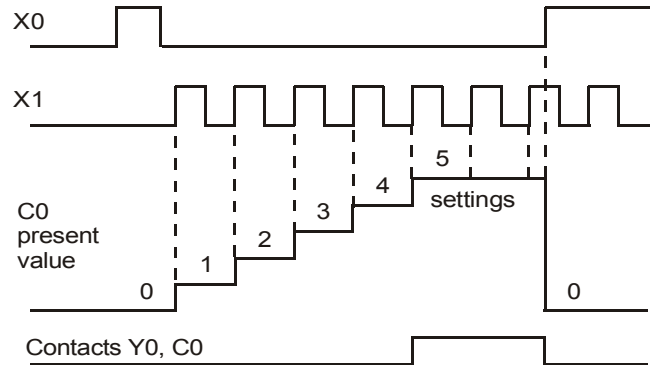 X0
X1
5
settings
4
3
2
1
C0
present
value
0
0
Contacts Y0, C0